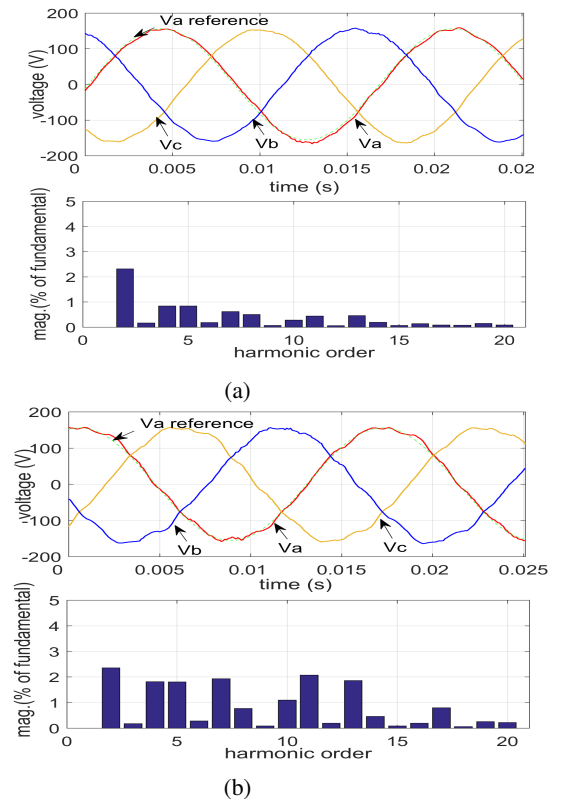 Va reference
200
100
0
-100
-200
voltage (V)
Vc
Vb
Va
0 0.005 0.01 0.015 0.02 0.02
time (s)
5
4
3
2
1
0
mag.(% of fundamental)
0 5 10 15 20
harmonic order
(a)
200
Va reference
100
0
-100
-200
voltage (V)
Vb
Va
Vc
0 0.005 0.01 0.015 0.02 0.025
time (s)
5
4
3
2
1
0
mag.(% of fundamental)
0 5 10 15 20
harmonic order
(b)